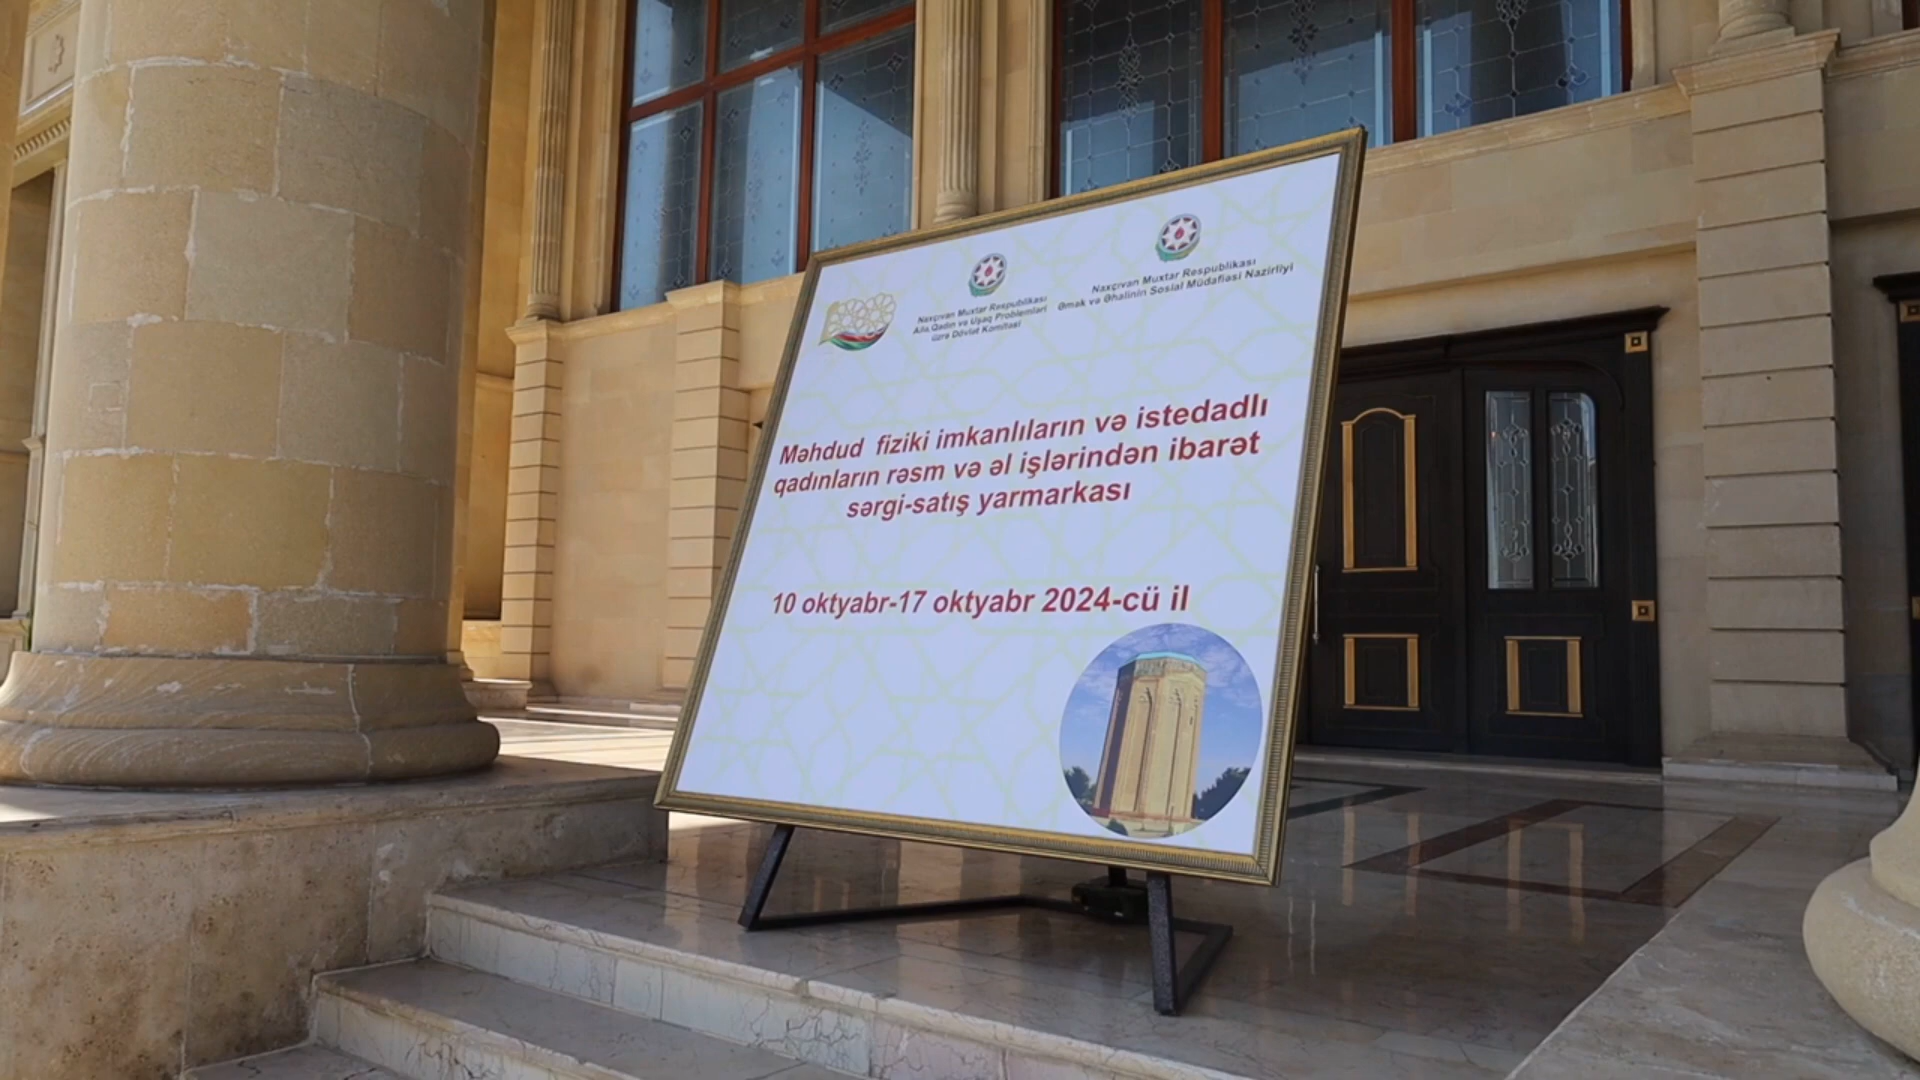 Naxçıvan Muxtar Respublikası
Ailə, Qadın və Uşaq Problemləri
üzrə Dövlət Komitəsi
Naxçıvan Muxtar Respublikası
Əmək və Əhalinin Sosial Müdafiəsi Nazirliyi
Məhdud fiziki imkanlıların və istedadlı
qadınların rəsm və əl işlərindən ibarət
sərgi-satış yarmarkası
10 oktyabr-17 oktyabr 2024-cü il